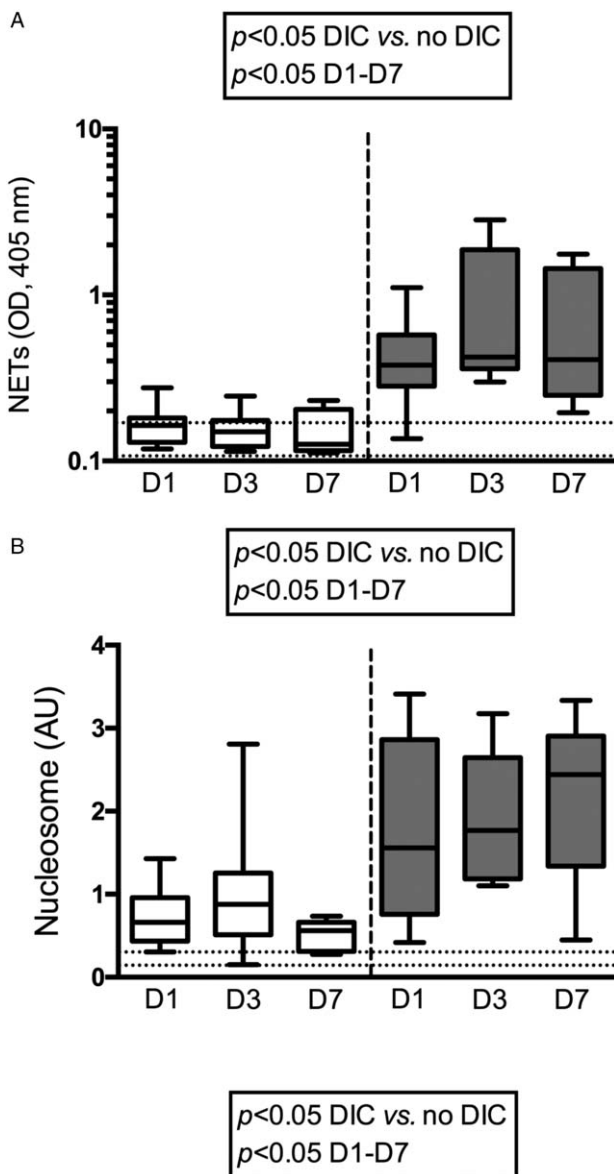 A
p<0.05 DIC vs. no DIC
p<0.05 D1-D7
NETs (OD, 405 nm)
10
1
0.1
D1 D3 D7 D1 D3 D7
B
p<0.05 DIC vs. no DIC
p<0.05 D1-D7
Nucleosome (AU)
4
3
2
1
0
D1 D3 D7 D1 D3 D7
p<0.05 DIC vs. no DIC
p<0.05 D1-D7